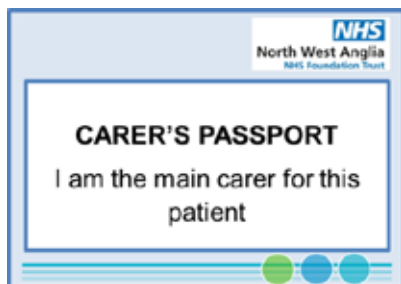 NHS
North West Anglia
NHS Foundation Trust
CARER'S PASSPORT
I am the main carer for this
patient